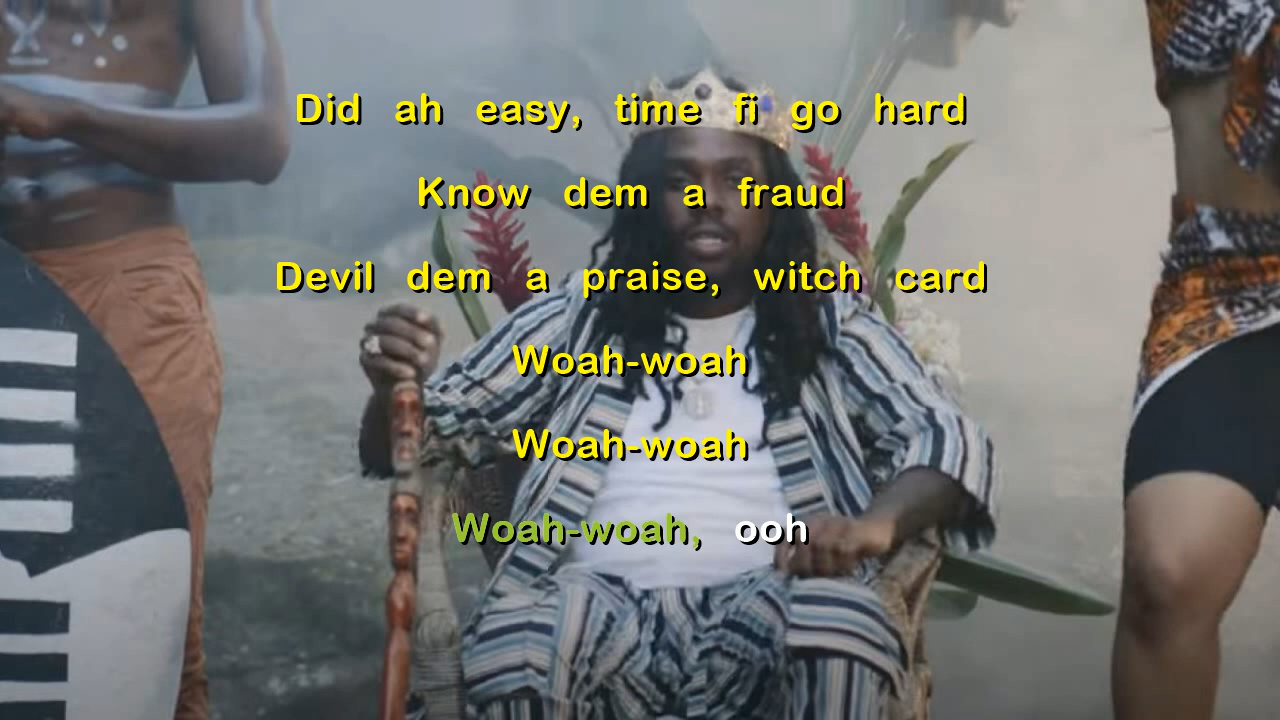 Did ah easy, time fi go hard
Know dem a fraud
Devil dem a praise, witch card
Woah-woah
Woah-woah
Woah-woah, ooh